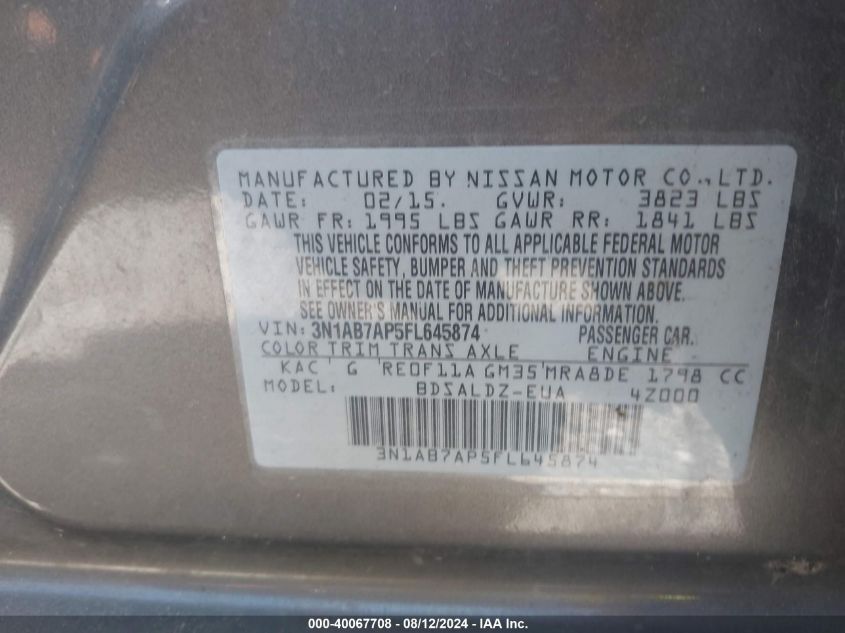 MANUFACTURED BY NISSAN MOTOR CO., LTD.
DATE: 02/15. GVWR: 3823 LBS
GAWR FR: 1995 LBS GAWR RR: 1841 LBS
THIS VEHICLE CONFORMS TO ALL APPLICABLE FEDERAL MOTOR
VEHICLE SAFETY, BUMPER AND THEFT PREVENTION STANDARDS
IN EFFECT ON THE DATE OF MANUFACTURE SHOWN ABOVE.
SEE OWNER'S MANUAL FOR ADDITIONAL INFORMATION.
VIN: 3N1AB7AP5FL645874 PASSENGER CAR.
COLOR TRIM TRANS AXLE ENGINE
KAC G RE0F11A GM35 MRA8DE 1798 CC
MODEL: BDSALDZ-EUA 4Z000
3N1AB7AP5FL645874
000-40067708 - 08/12/2024 - IAA Inc.